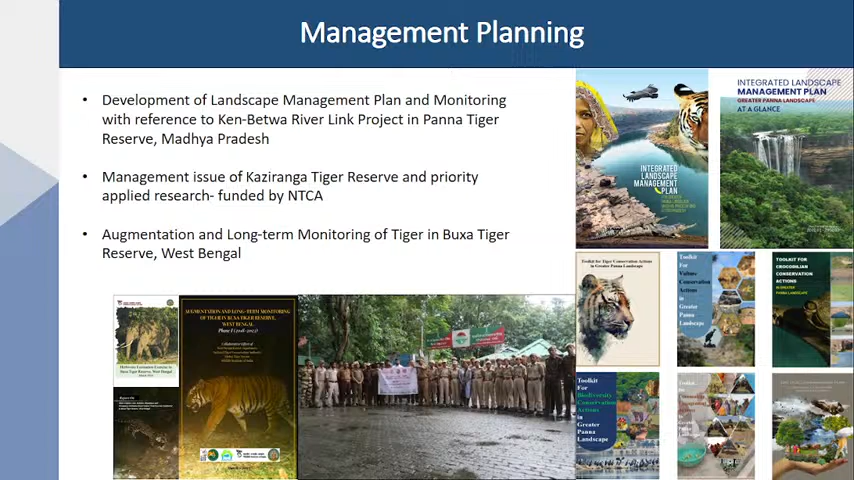 Management Planning
• Development of Landscape Management Plan and Monitoring
with reference to Ken-Betwa River Link Project in Panna Tiger
Reserve, Madhya Pradesh
• Management issue of Kaziranga Tiger Reserve and priority
applied research- funded by NTCA
• Augmentation and Long-term Monitoring of Tiger in Buxa Tiger
Reserve, West Bengal
INTEGRATED
LANDSCAPE
MANAGEMENT
PLAN
INTEGRATED LANDSCAPE
MANAGEMENT PLAN
GREATER PANNA LANDSCAPE
AT A GLANCE
Toolkit for Tiger Conservation Actions
in Greater Panna Landscape
Toolkit
For
Vulture
Conservation
Actions
in
Greater
Panna
Landscape
TOOLKIT FOR
CROCODILIAN
CONSERVATION
ACTIONS
IN GREATER
PANNA LANDSCAPE
AUGMENTATION AND LONG-TERM MONITORING
OF TIGER IN BUXA TIGER RESERVE,
WEST BENGAL
Toolkit
For
Biodiversity
Conservation
Actions
in
Greater
Panna
Landscape